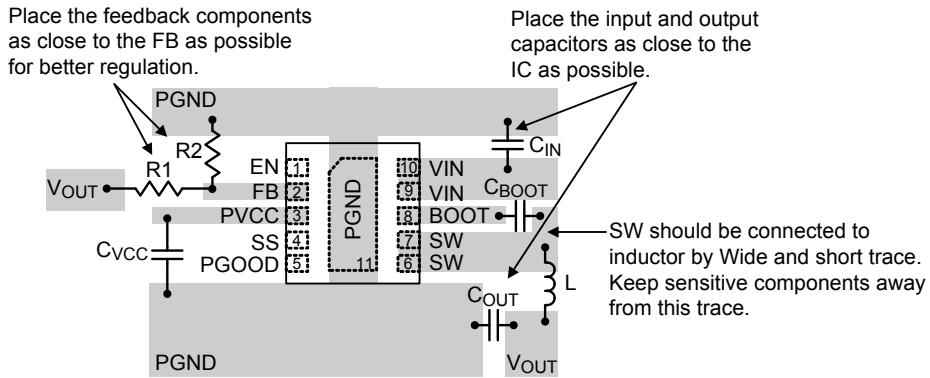 Place the feedback components
as close to the FB as possible
for better regulation.
Place the input and output
capacitors as close to the
IC as possible.
PGND
R2
R1
VOUT
CIN
EN 1
FB 2
PVCC 3
SS 4
PGOOD 5
PGND
11
10 VIN
9 VIN
8 BOOT
7 SW
6 SW
CBOOT
CVCC
SW should be connected to
inductor by Wide and short trace.
Keep sensitive components away
from this trace.
L
COUT
PGND
VOUT